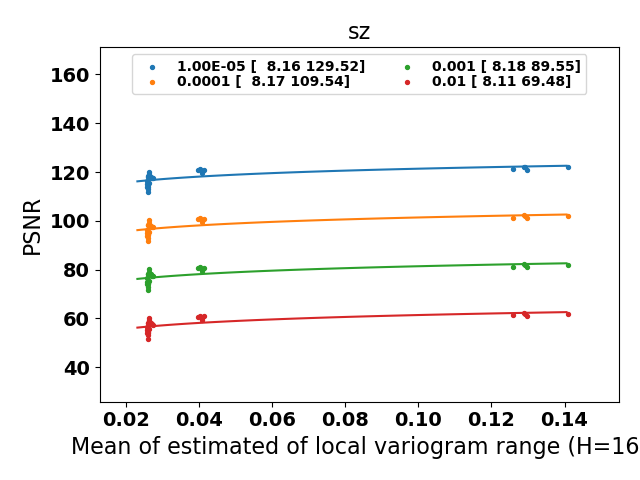 sz
1.00E-05 [  8.16 129.52]
0.0001 [  8.17 109.54]
0.001 [ 8.18 89.55]
0.01 [ 8.11 69.48]
PSNR
160
140
120
100
80
60
40
0.02 0.04 0.06 0.08 0.10 0.12 0.14
Mean of estimated of local variogram range (H=16